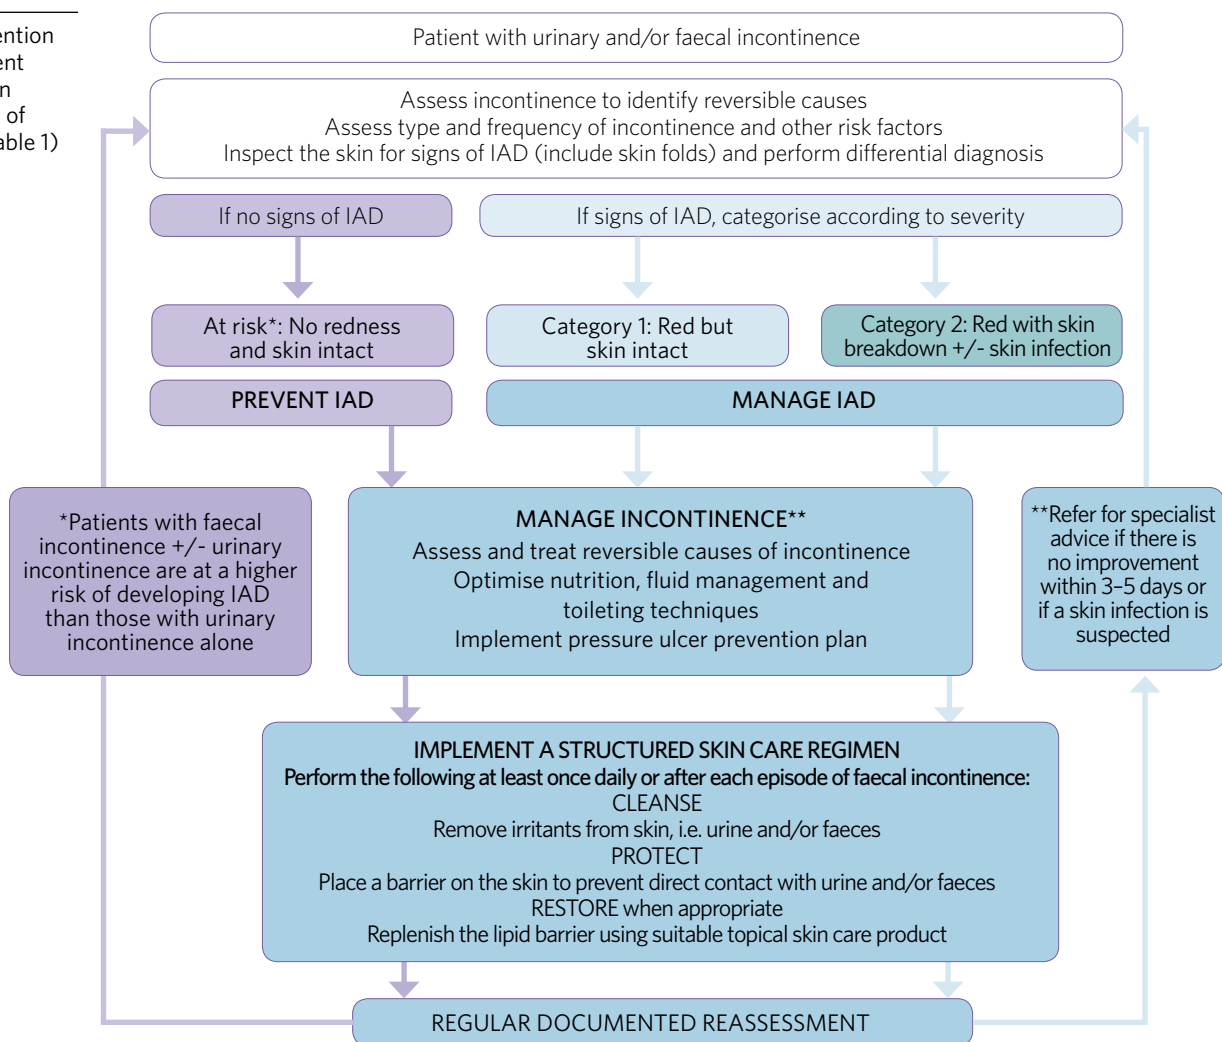 ention
ent
n
of
able 1)
Patient with urinary and/or faecal incontinence
Assess incontinence to identify reversible causes
Assess type and frequency of incontinence and other risk factors
Inspect the skin for signs of IAD (include skin folds) and perform differential diagnosis
If no signs of IAD
If signs of IAD, categorise according to severity
At risk*: No redness
and skin intact
Category 1: Red but
skin intact
Category 2: Red with skin
breakdown +/- skin infection
PREVENT IAD
MANAGE IAD
*Patients with faecal
incontinence +/- urinary
incontinence are at a higher
risk of developing IAD
than those with urinary
incontinence alone
MANAGE INCONTINENCE**
Assess and treat reversible causes of incontinence
Optimise nutrition, fluid management and
toileting techniques
Implement pressure ulcer prevention plan
**Refer for specialist
advice if there is
no improvement
within 3–5 days or
if a skin infection is
suspected
IMPLEMENT A STRUCTURED SKIN CARE REGIMEN
Perform the following at least once daily or after each episode of faecal incontinence:
CLEANSE
Remove irritants from skin, i.e. urine and/or faeces
PROTECT
Place a barrier on the skin to prevent direct contact with urine and/or faeces
RESTORE when appropriate
Replenish the lipid barrier using suitable topical skin care product
REGULAR DOCUMENTED REASSESSMENT